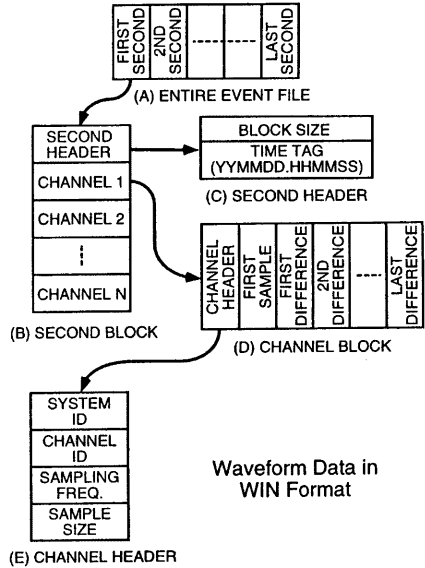 FIRST SECOND
2ND SECOND
LAST SECOND
(A) ENTIRE EVENT FILE
SECOND
HEADER
CHANNEL 1
CHANNEL 2
CHANNEL N
(B) SECOND BLOCK
BLOCK SIZE
TIME TAG
(YYMMDD.HHMMSS)
(C) SECOND HEADER
CHANNEL HEADER
FIRST SAMPLE
FIRST DIFFERENCE
2ND DIFFERENCE
LAST DIFFERENCE
(D) CHANNEL BLOCK
SYSTEM
ID
CHANNEL
ID
SAMPLING
FREQ.
SAMPLE
SIZE
(E) CHANNEL HEADER
Waveform Data in
WIN Format